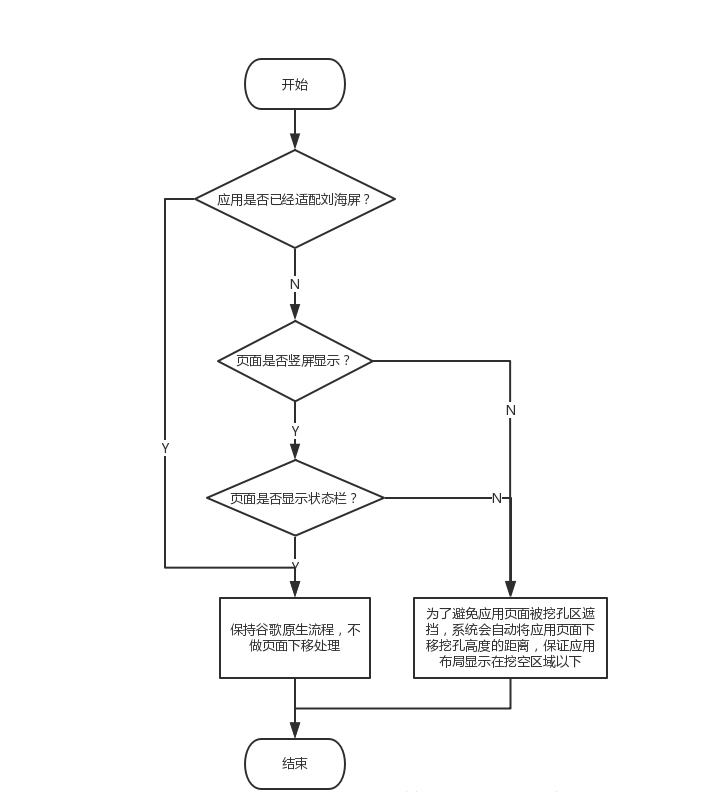 开始
应用是否已经适配刘海屏？
N
页面是否竖屏显示？
N
Y
Y
页面是否显示状态栏？
N
Y
保持谷歌原生流程，不
做页面下移处理
为了避免应用页面被挖孔区遮
挡，系统会自动将应用页面下
移挖孔高度的距离，保证应用
布局显示在挖空区域以下
结束